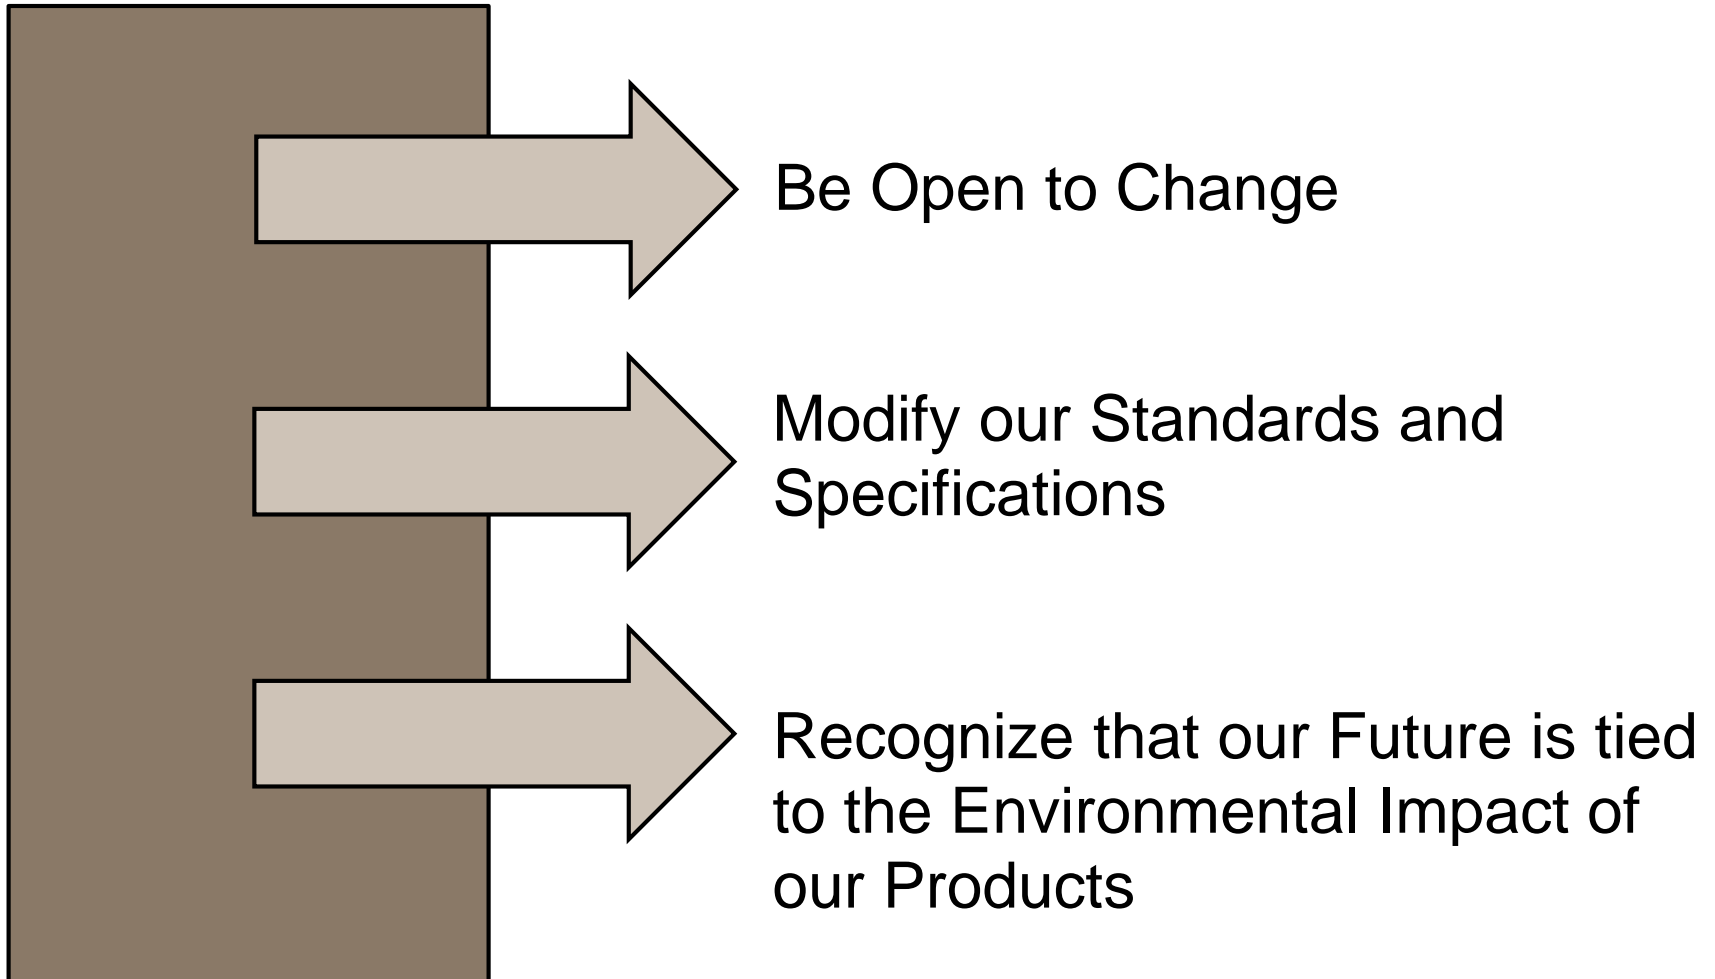 Be Open to Change
Modify our Standards and
Specifications
Recognize that our Future is tied
to the Environmental Impact of
our Products